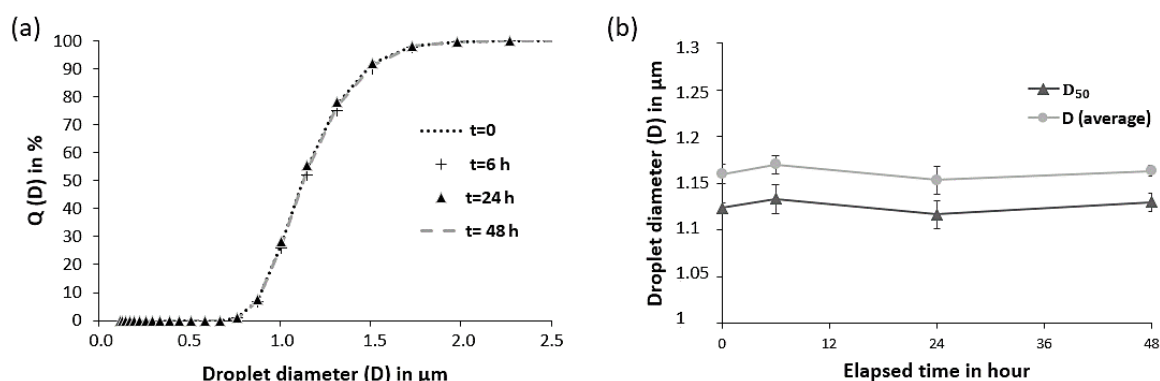 (a)
100
90
80
70
60
50
40
30
20
10
0
Q (D) in %
0.0 0.5 1.0 1.5 2.0 2.5
Droplet diameter (D) in µm
t=0
t=6 h
t=24 h
t= 48 h
(b)
1.3
1.25
1.2
1.15
1.1
1.05
1
Droplet diameter (D) in µm
D50
D (average)
0 12 24 36 48
Elapsed time in hour